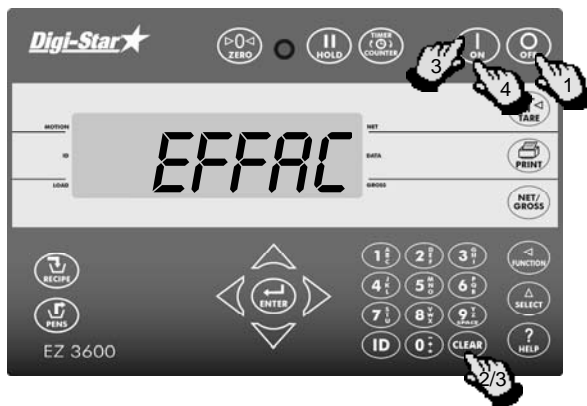 Digi-Star
0
ZERO
HOLD
TIMER
COUNTER
ON
OFF
3
4
1
TARE
MOTION
NET
ID
DATA
LOAD
GROSS
EFFAC
PRINT
NET/
GROSS
RECIPE
PENS
ENTER
1 A B C
2 D E F
3 G H I
FUNCTION
4 J K L
5 M N O
6 P Q R
SELECT
7 S T U
8 V W X
9 Y Z
SPACE
ID
0
CLEAR
?
HELP
2/3
EZ 3600